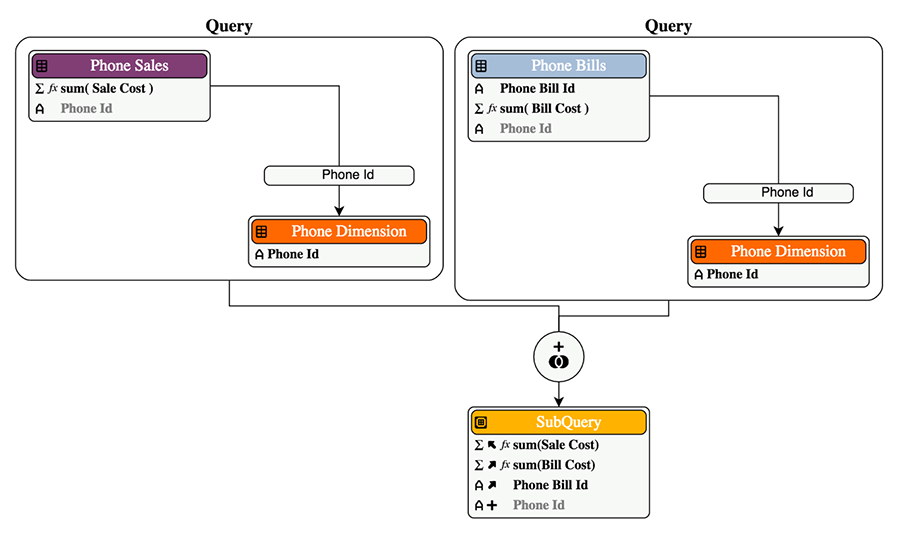 Query
Phone Sales
Σ fx sum( Sale Cost )
A Phone Id
Phone Id
Phone Dimension
A Phone Id
Query
Phone Bills
A Phone Bill Id
Σ fx sum( Bill Cost )
A Phone Id
Phone Id
Phone Dimension
A Phone Id
+
SubQuery
Σ fx sum(Sale Cost)
Σ fx sum(Bill Cost)
A Phone Bill Id
A + Phone Id